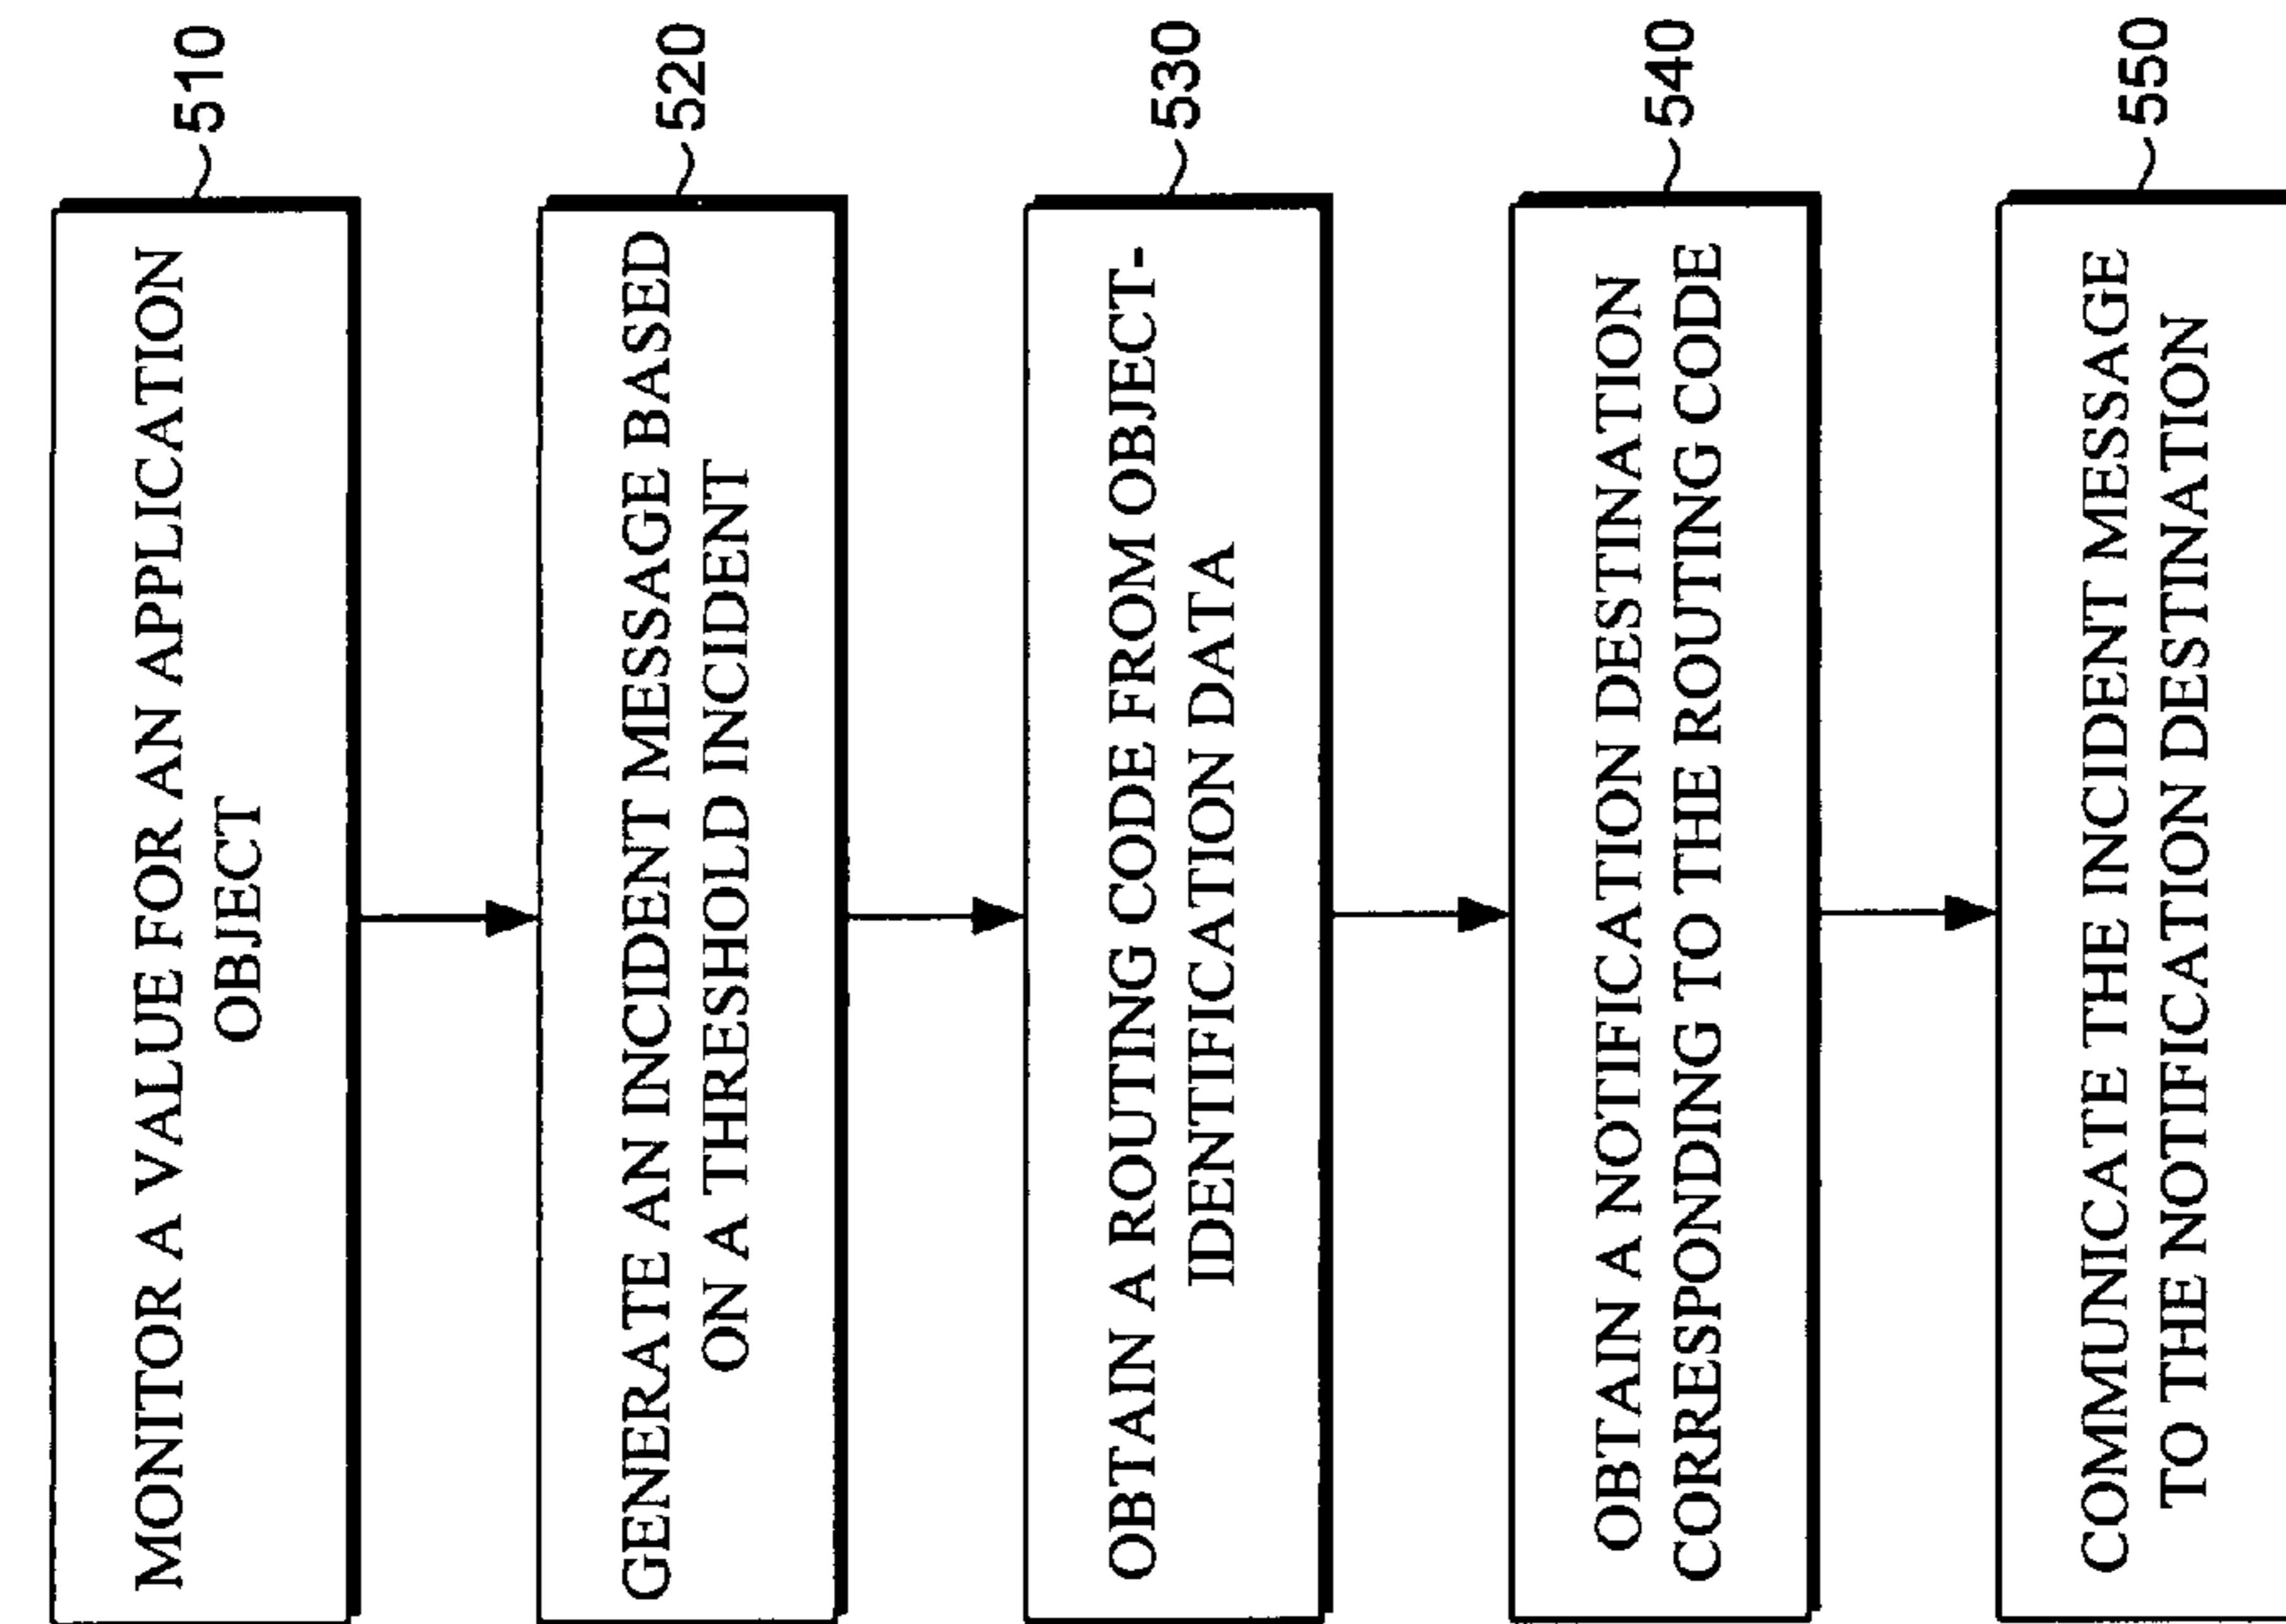 MONITOR A VALUE FOR AN APPLICATION
OBJECT
510
GENERATE AN INCIDENT MESSAGE BASED
ON A THRESHOLD INCIDENT
520
OBTAIN A ROUTING CODE FROM OBJECT-
IDENTIFICATION DATA
530
OBTAIN A NOTIFICATION DESTINATION
CORRESPONDING TO THE ROUTING CODE
540
COMMUNICATE THE INCIDENT MESSAGE
TO THE NOTIFICATION DESTINATION
550